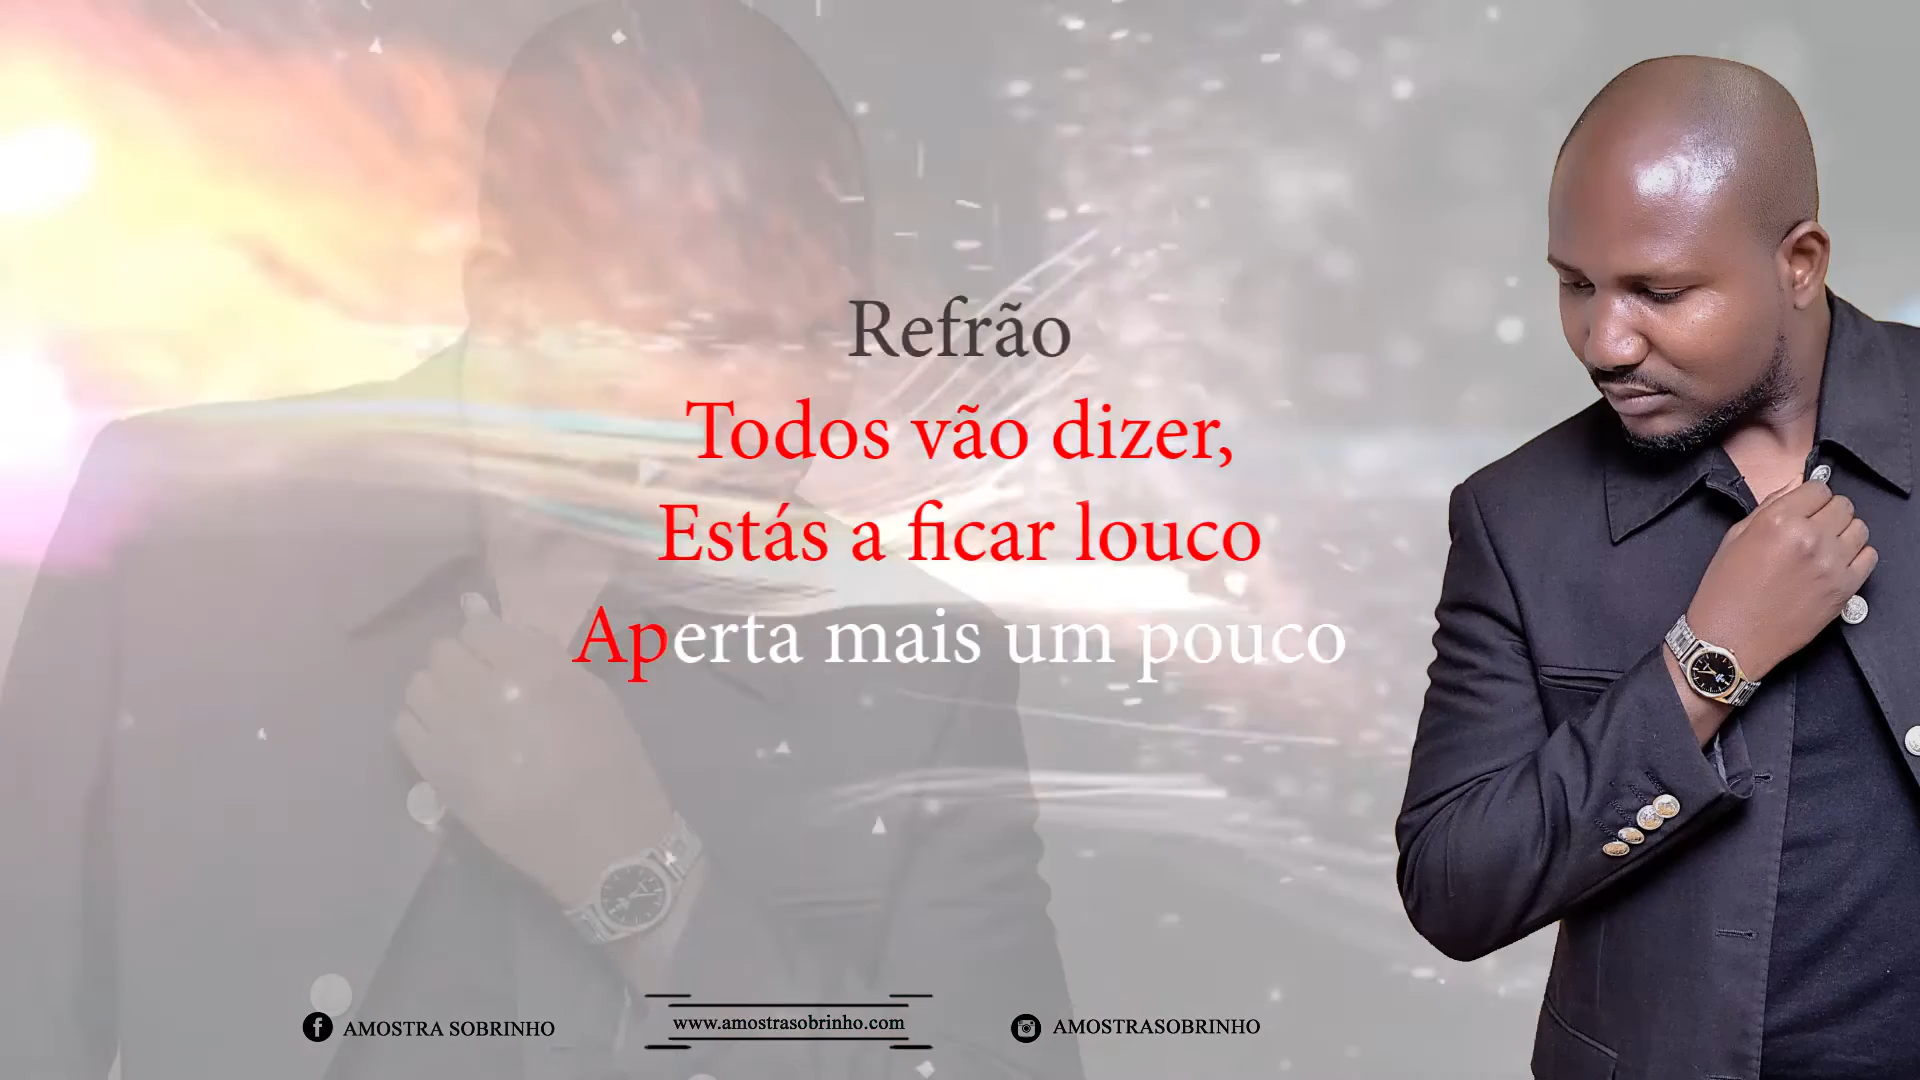 Refrão
Todos vão dizer,
Estás a ficar louco
Aperta mais um pouco
AMOSTRA SOBRINHO
www.amostrasobrinho.com
AMOSTRASOBRINHO